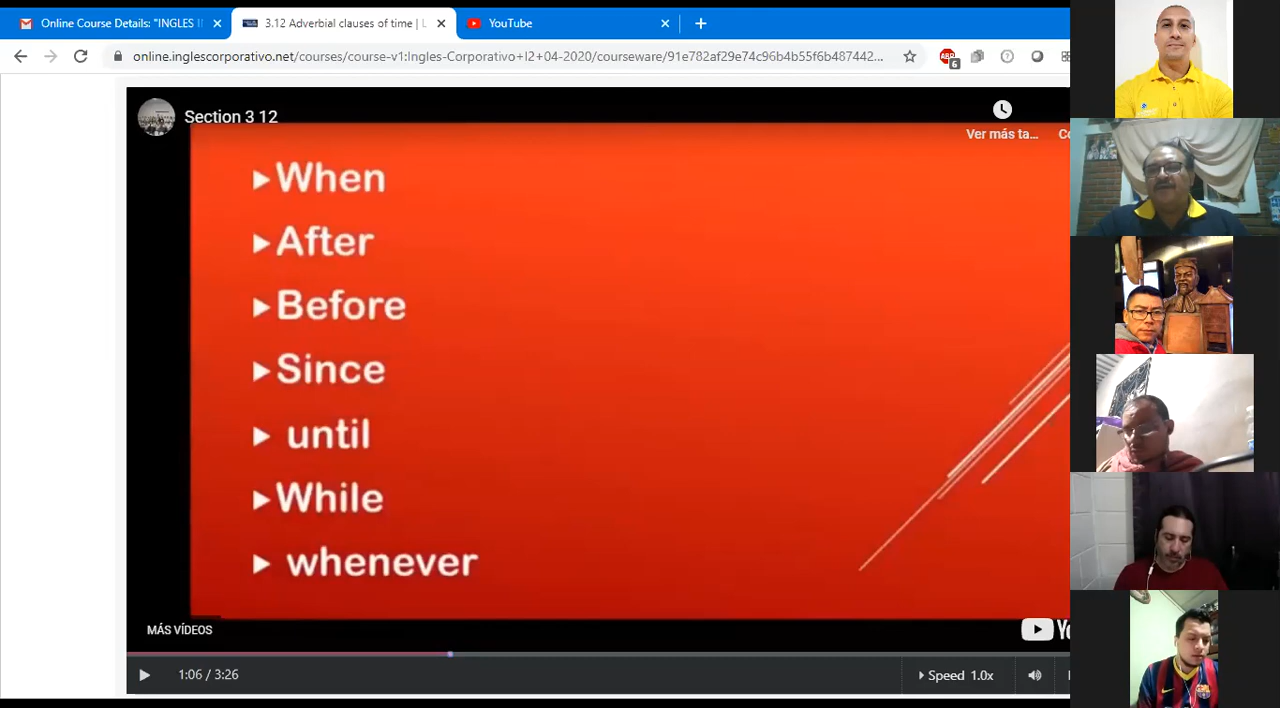 Online Course Details: "INGLES I
3.12 Adverbial clauses of time | L
YouTube
online.inglescorporativo.net/courses/course-v1:Ingles-Corporativo+I2+04-2020/courseware/91e782af29e74c96b4b55f6b487442...
6
Section 3 12
Ver más ta...
When
After
Before
Since
until
While
whenever
MÁS VÍDEOS
1:06 / 3:26
Speed 1.0x